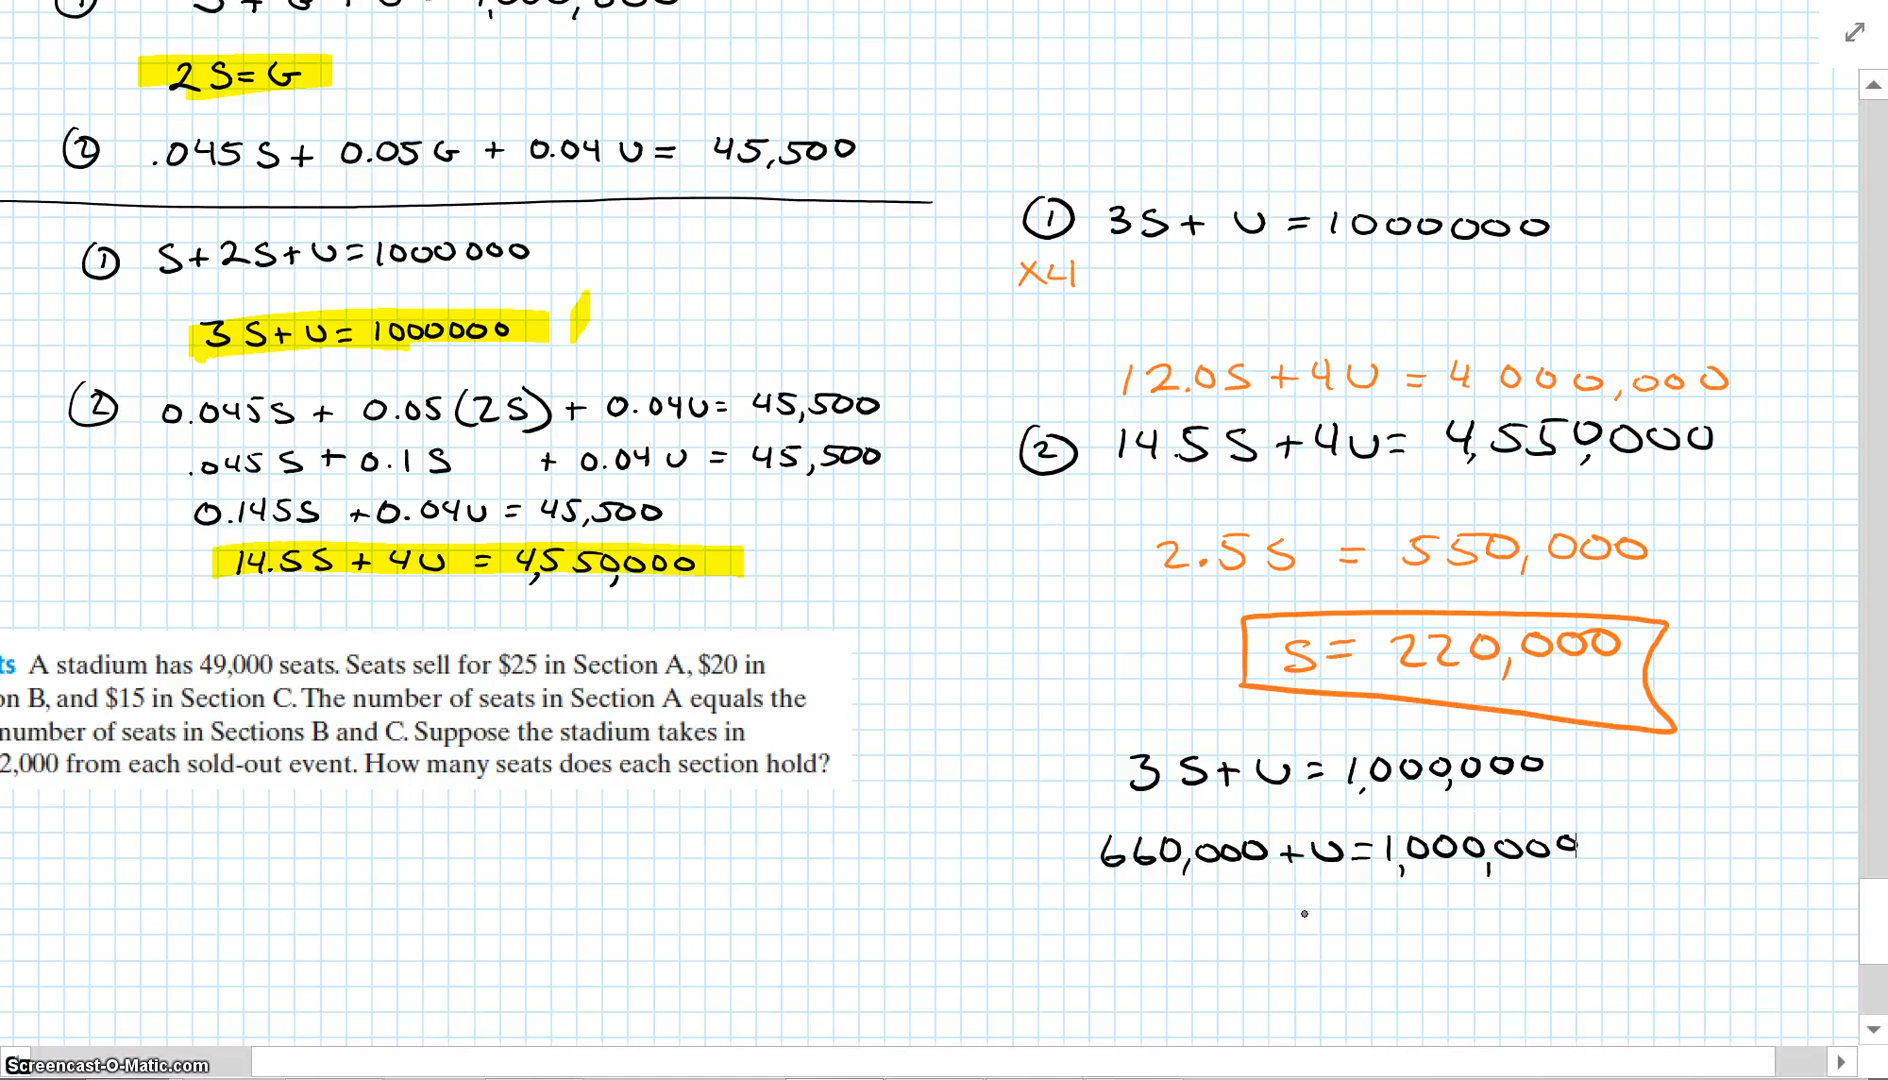 2S = G
② .045 S + 0.05 G + 0.04 U = 45,500
① S + 2S + U = 1000000
3S + U = 1000000
② 0.045S + 0.05 (2S) + 0.04U = 45,500
.045 S + 0.1 S + 0.04 U = 45,500
0.145S + 0.04U = 45,500
14.5S + 4U = 4,550,000
ts A stadium has 49,000 seats. Seats sell for $25 in Section A, $20 in
on B, and $15 in Section C. The number of seats in Section A equals the
number of seats in Sections B and C. Suppose the stadium takes in
2,000 from each sold-out event. How many seats does each section hold?
① 3S + U = 1000000
X4
12.0S + 4U = 4 000,000
② 14.5S + 4U = 4,550,000
2.5S = 550,000
S = 220,000
3S + U = 1,000,000
660,000 + U = 1,000,000
Screencast-O-Matic.com